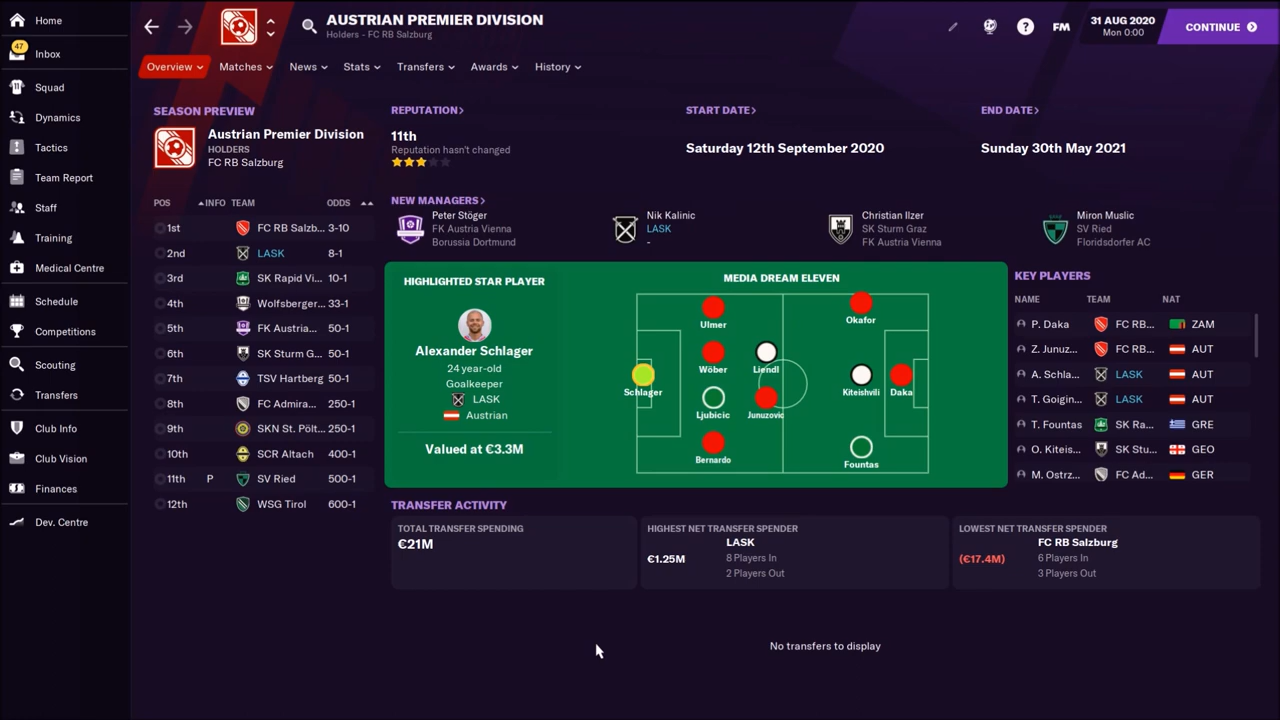 Home
47
Inbox
Squad
Dynamics
Tactics
Team Report
Staff
Training
Medical Centre
Schedule
Competitions
Scouting
Transfers
Club Info
Club Vision
Finances
Dev. Centre
AUSTRIAN PREMIER DIVISION
Holders - FC RB Salzburg
?
FM
31 AUG 2020
Mon 0:00
CONTINUE
Overview
Matches
News
Stats
Transfers
Awards
History
SEASON PREVIEW
Austrian Premier Division
HOLDERS
FC RB Salzburg
REPUTATION>
11th
Reputation hasn't changed
START DATE>
Saturday 12th September 2020
END DATE>
Sunday 30th May 2021
POS INFO TEAM ODDS
1st FC RB Salzb... 3-10
2nd LASK 8-1
3rd SK Rapid Vi... 10-1
4th Wolfsberger... 33-1
5th FK Austria... 50-1
6th SK Sturm G... 50-1
7th TSV Hartberg 50-1
8th FC Admira... 250-1
9th SKN St. Pölt... 250-1
10th SCR Altach 400-1
11th P SV Ried 500-1
12th WSG Tirol 600-1
NEW MANAGERS>
Peter Stöger
FK Austria Vienna
Borussia Dortmund
Nik Kalinic
LASK
-
Christian Ilzer
SK Sturm Graz
FK Austria Vienna
Miron Muslic
SV Ried
Floridsdorfer AC
HIGHLIGHTED STAR PLAYER
Alexander Schlager
24 year-old
Goalkeeper
LASK
Austrian
Valued at €3.3M
MEDIA DREAM ELEVEN
Ulmer
Okafor
Wöber
Liendl
Schlager
Kiteishvili
Daka
Ljubicic
Junuzovic
Bernardo
Fountas
KEY PLAYERS
NAME TEAM NAT
P. Daka FC RB... ZAM
Z. Junuz... FC RB... AUT
A. Schla... LASK AUT
T. Goigin... LASK AUT
T. Fountas SK Ra... GRE
O. Kiteis... SK Stu... GEO
M. Ostrz... FC Ad... GER
TRANSFER ACTIVITY
TOTAL TRANSFER SPENDING
€21M
HIGHEST NET TRANSFER SPENDER
€1.25M
LASK
8 Players In
2 Players Out
LOWEST NET TRANSFER SPENDER
(€17.4M)
FC RB Salzburg
6 Players In
3 Players Out
No transfers to display